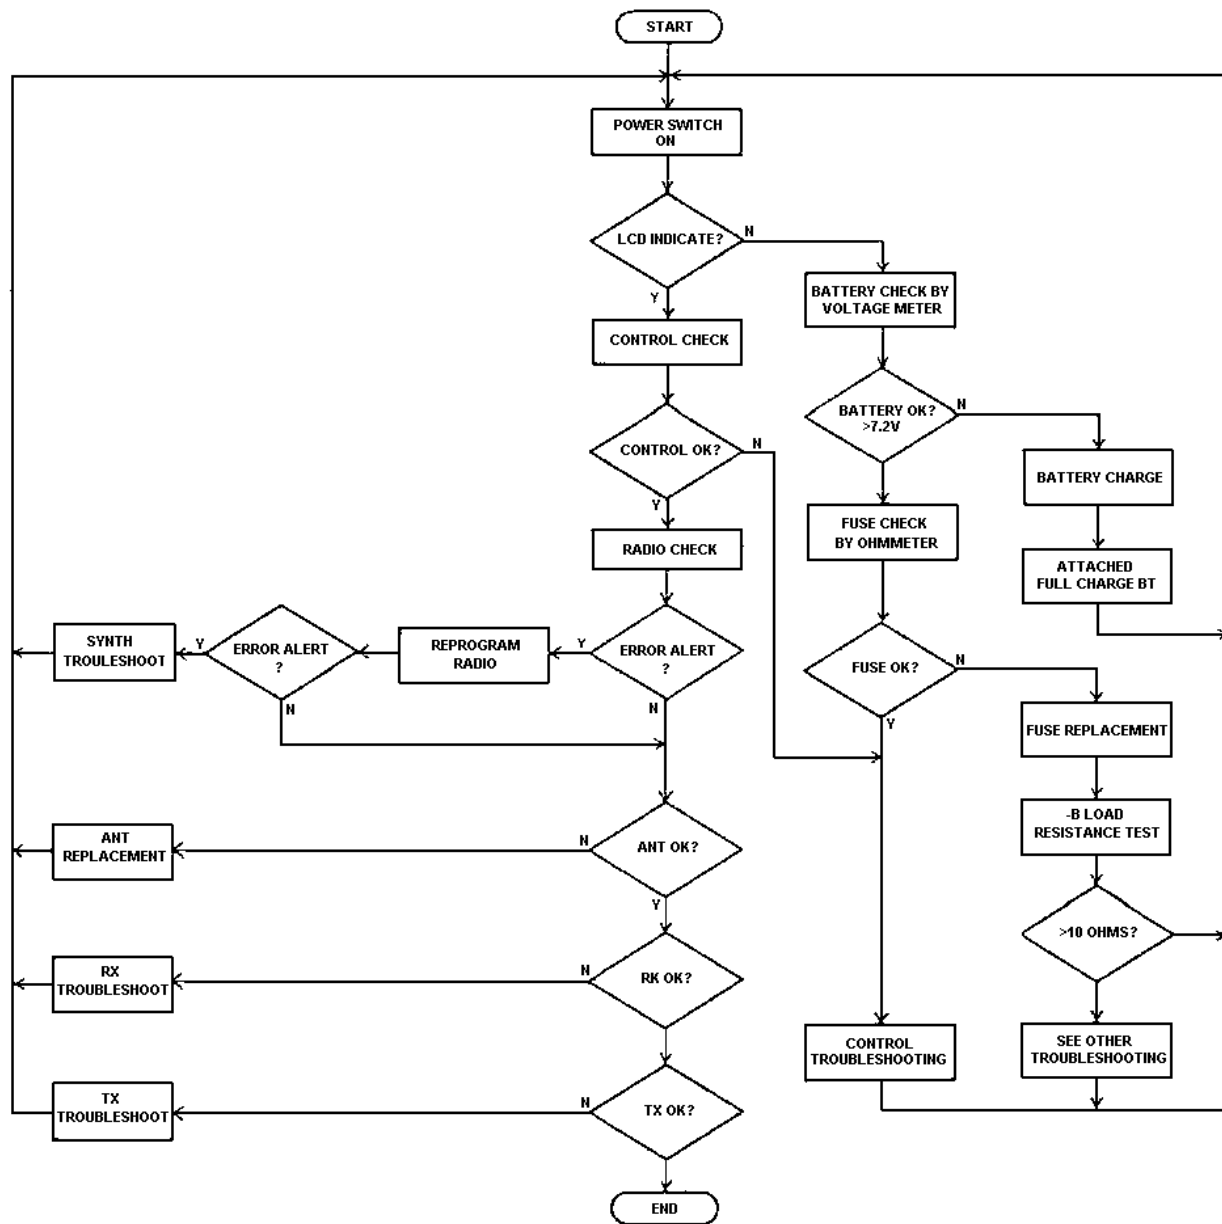 START
POWER SWITCH
ON
LCD INDICATE?
N
Y
BATTERY CHECK BY
VOLTAGE METER
CONTROL CHECK
BATTERY OK?
>7.2V
N
CONTROL OK?
N
Y
BATTERY CHARGE
FUSE CHECK
BY OHMMETER
RADIO CHECK
ATTACHED
FULL CHARGE BT
SYNTH
TROULESHOOT
Y
ERROR ALERT
?
N
REPROGRAM
RADIO
Y
ERROR ALERT
?
N
FUSE OK?
N
Y
FUSE REPLACEMENT
-B LOAD
RESISTANCE TEST
ANT
REPLACEMENT
N
ANT OK?
Y
>10 OHMS?
RX
TROUBLESHOOT
N
RK OK?
CONTROL
TROUBLESHOOTING
SEE OTHER
TROUBLESHOOTING
TX
TROUBLESHOOT
N
TX OK?
END